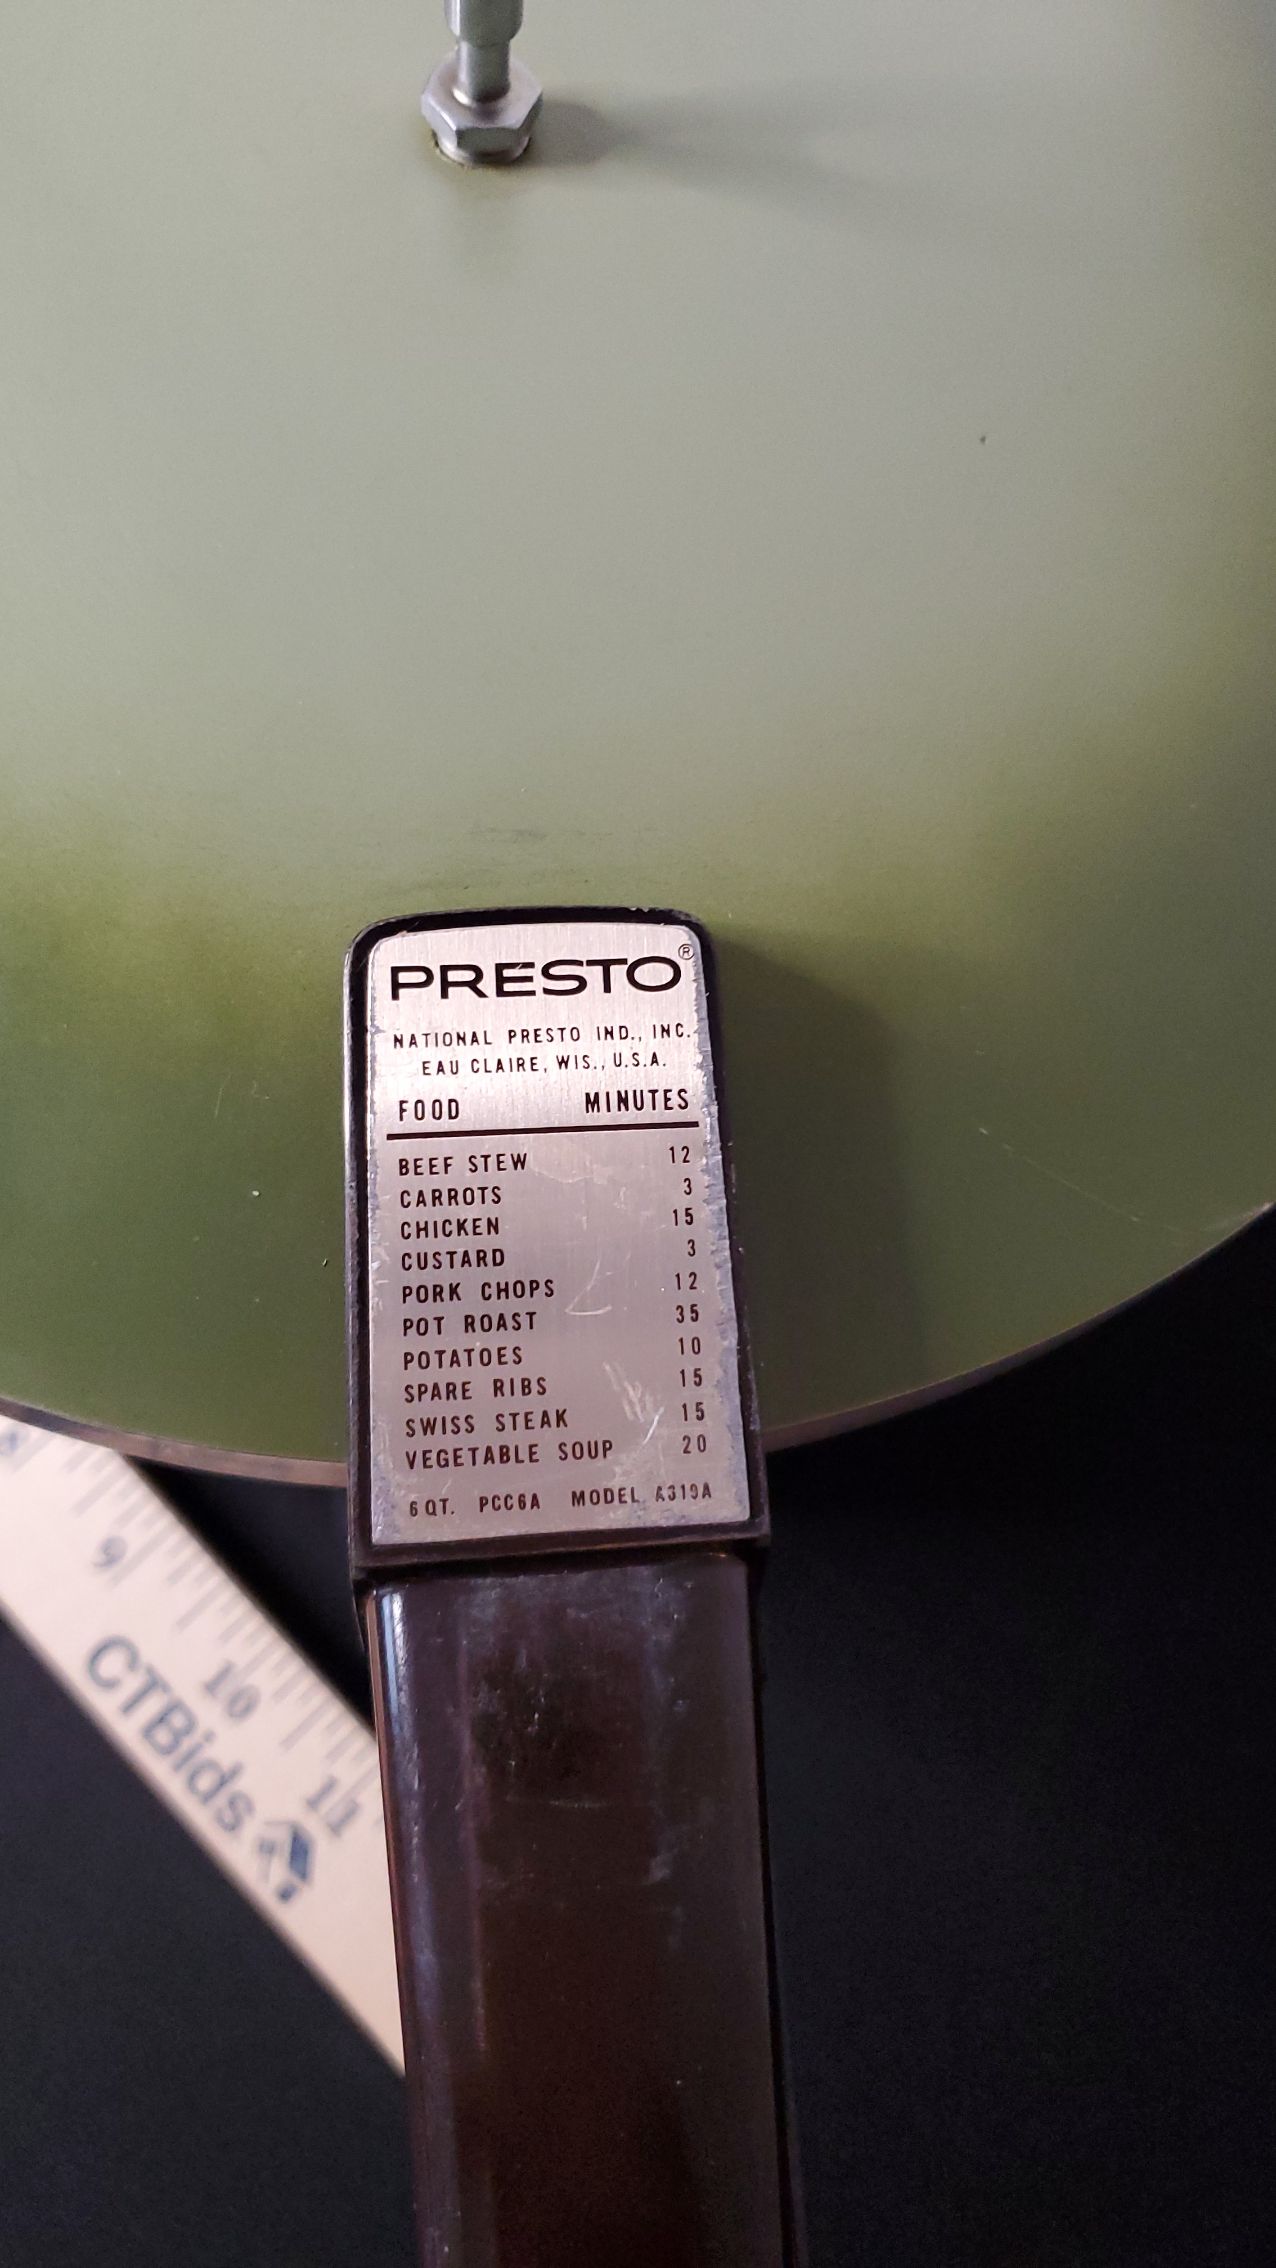 PRESTO®
NATIONAL PRESTO IND., INC.
EAU CLAIRE, WIS., U.S.A.
FOOD MINUTES
BEEF STEW 12
CARROTS 3
CHICKEN 15
CUSTARD 3
PORK CHOPS 12
POT ROAST 35
POTATOES 10
SPARE RIBS 15
SWISS STEAK 15
VEGETABLE SOUP 20
6 QT. PCC6A MODEL A319A
9 10 11
CTBids